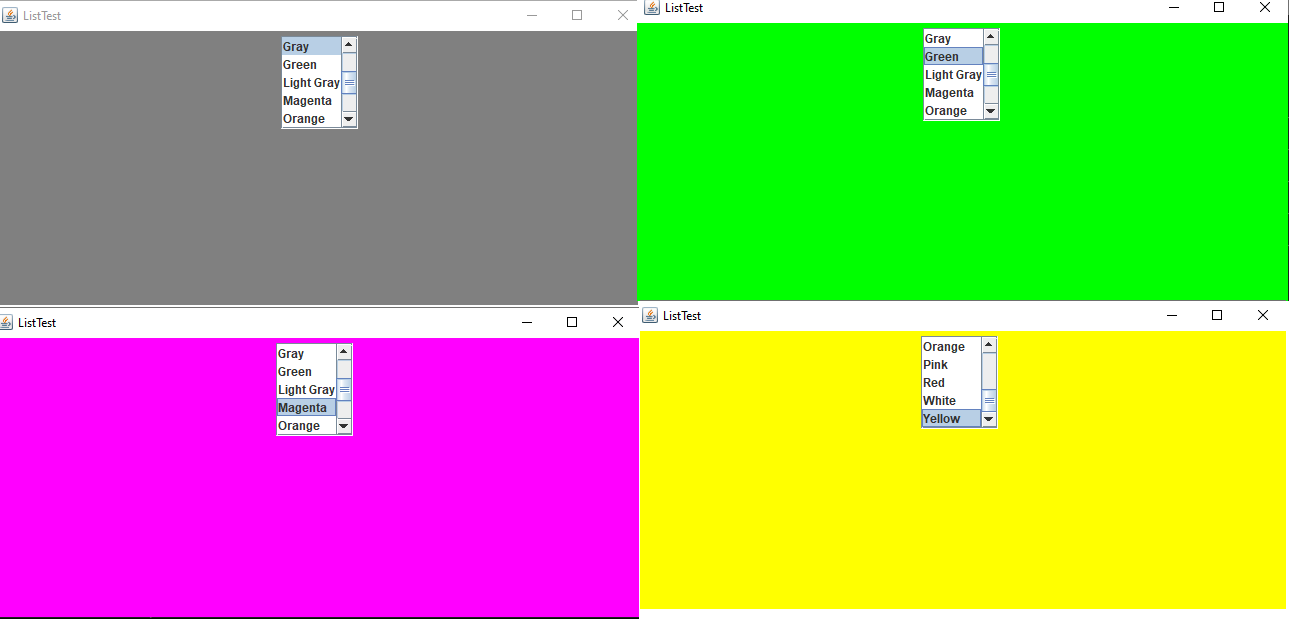 ListTest
Gray
Green
Light Gray
Magenta
Orange
ListTest
Gray
Green
Light Gray
Magenta
Orange
ListTest
Gray
Green
Light Gray
Magenta
Orange
ListTest
Orange
Pink
Red
White
Yellow